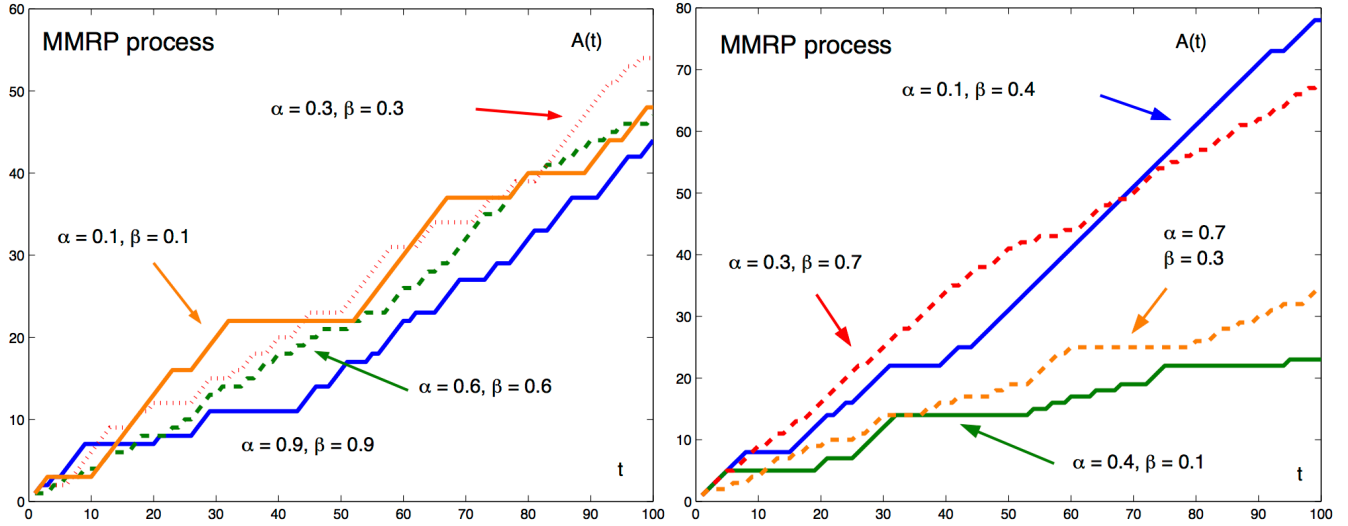 60
50
40
30
20
10
0
MMRP process
A(t)
α = 0.3, β = 0.3
α = 0.1, β = 0.1
α = 0.6, β = 0.6
α = 0.9, β = 0.9
t
0 10 20 30 40 50 60 70 80 90 100
80
70
60
50
40
30
20
10
0
MMRP process
A(t)
α = 0.1, β = 0.4
α = 0.7
β = 0.3
α = 0.3, β = 0.7
α = 0.4, β = 0.1
t
0 10 20 30 40 50 60 70 80 90 100